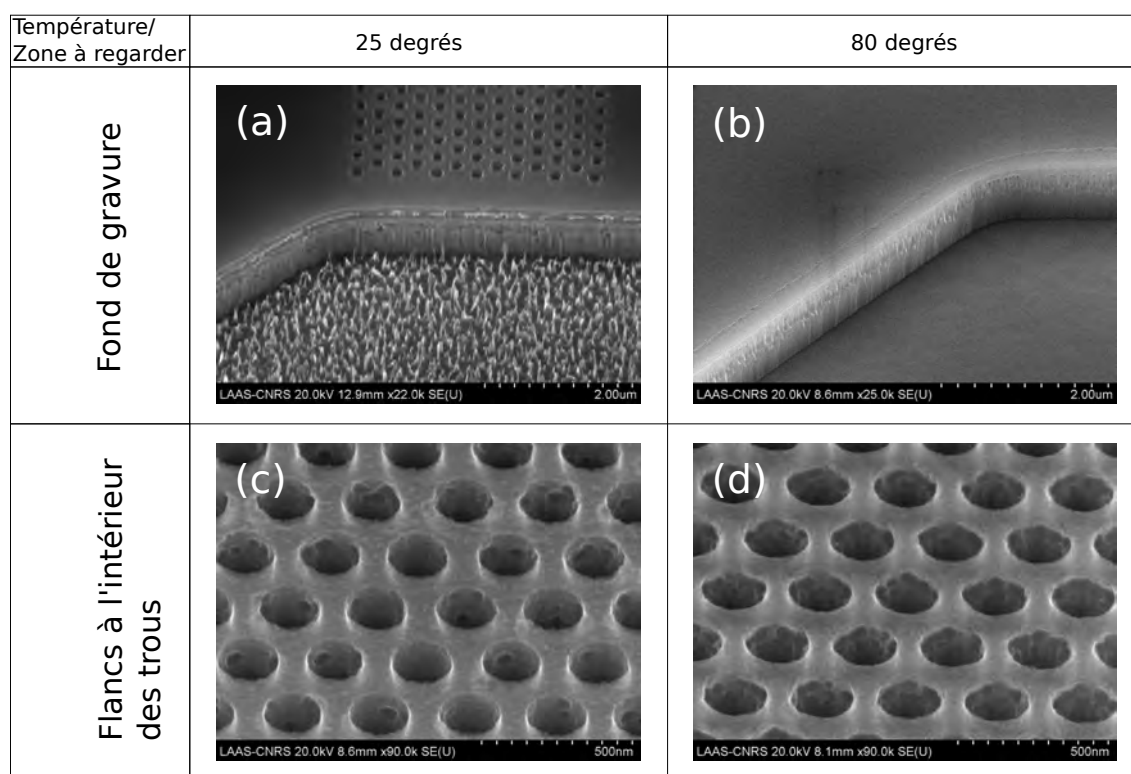 Température/
Zone à regarder
25 degrés
80 degrés
Fond de gravure
(a)
LAAS-CNRS 20.0kV 12.9mm x22.0k SE(U) 2.00um
(b)
LAAS-CNRS 20.0kV 8.6mm x25.0k SE(U) 2.00um
Flancs à l'intérieur
des trous
(c)
LAAS-CNRS 20.0kV 8.6mm x90.0k SE(U) 500nm
(d)
LAAS-CNRS 20.0kV 8.1mm x90.0k SE(U) 500nm